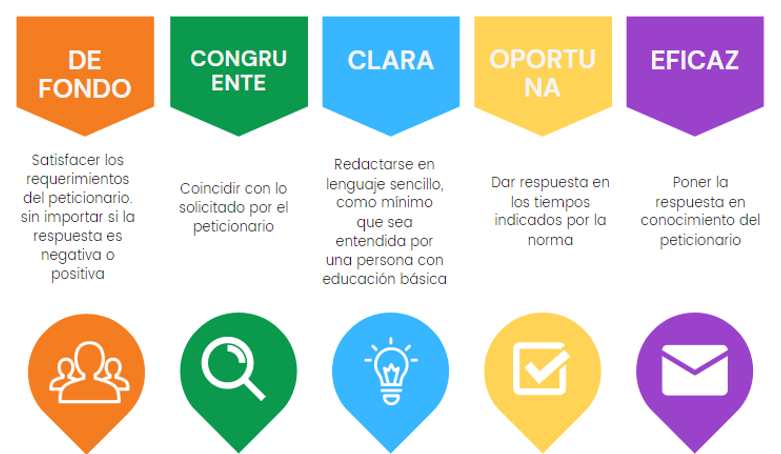 DE
FONDO
CONGRU
ENTE
CLARA
OPORTU
NA
EFICAZ
Satisfacer los
requerimientos
del peticionario.
sin importar si la
respuesta es
negativa o
positiva
Coincidir con lo
solicitado por el
peticionario
Redactarse en
lenguaje sencillo,
como mínimo
que sea
entendida por
una persona con
educación básica
Dar respuesta en
los tiempos
indicados por la
norma
Poner la
respuesta en
conocimiento del
peticionario